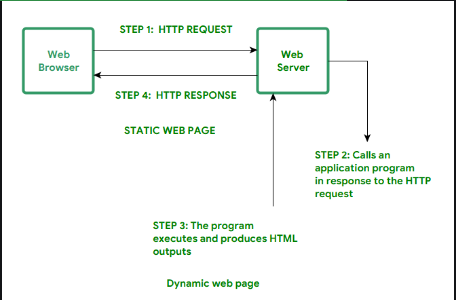 STEP 1: HTTP REQUEST
Web
Browser
Web
Server
STEP 4: HTTP RESPONSE
STATIC WEB PAGE
STEP 2: Calls an
application program
in response to the HTTP
request
STEP 3: The program
executes and produces HTML
outputs
Dynamic web page